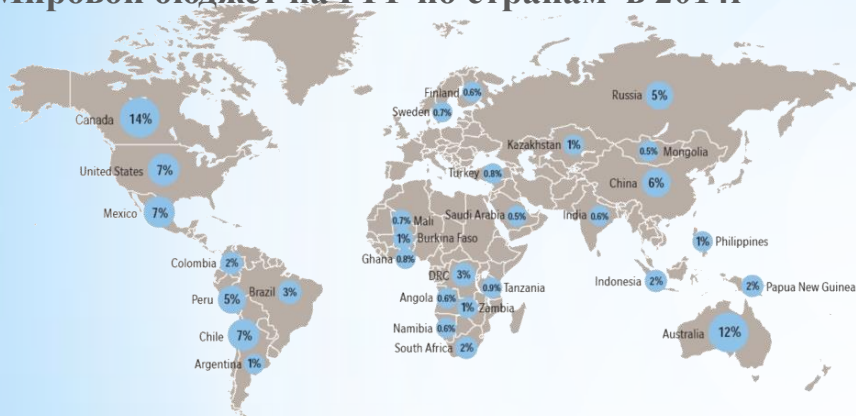 Мировой бюджет на по странам в 2014г
Canada 14%
United States 7%
Mexico 7%
Colombia 2%
Peru 5%
Brazil 3%
Chile 7%
Argentina 1%
Finland 0.6%
Sweden 0.7%
Turkey 0.8%
Russia 5%
Kazakhstan 1%
0.5% Mongolia
China 6%
0.7% Mali
1% Burkina Faso
Ghana 0.8%
Saudi Arabia 0.5%
India 0.6%
1% Philippines
DRC 3%
0.9% Tanzania
Angola 0.6%
1% Zambia
Namibia 0.6%
South Africa 2%
Indonesia 2%
2% Papua New Guinea
Australia 12%